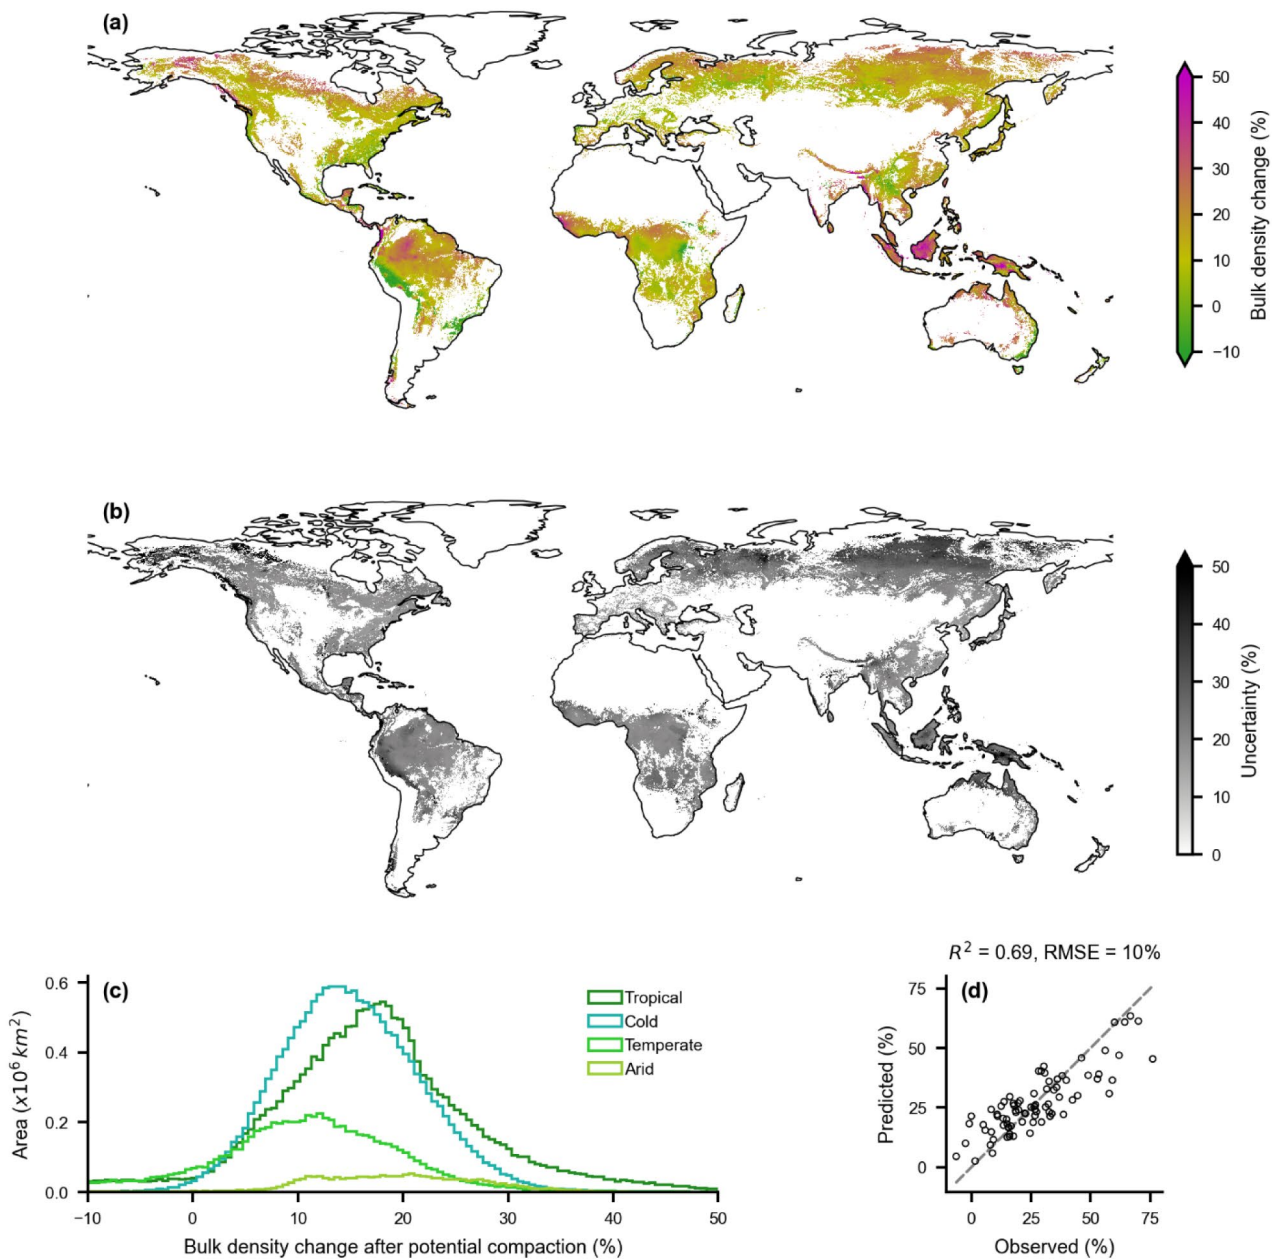 (a)
50
40
30
20
10
0
−10
Bulk density change (%)
(b)
50
40
30
20
10
0
Uncertainty (%)
R² = 0.69, RMSE = 10%
(c)
0.6
0.4
0.2
0.0
Area (x10⁶ km²)
Tropical
Cold
Temperate
Arid
−10 0 10 20 30 40 50
Bulk density change after potential compaction (%)
(d)
75
50
25
0
Predicted (%)
0 25 50 75
Observed (%)